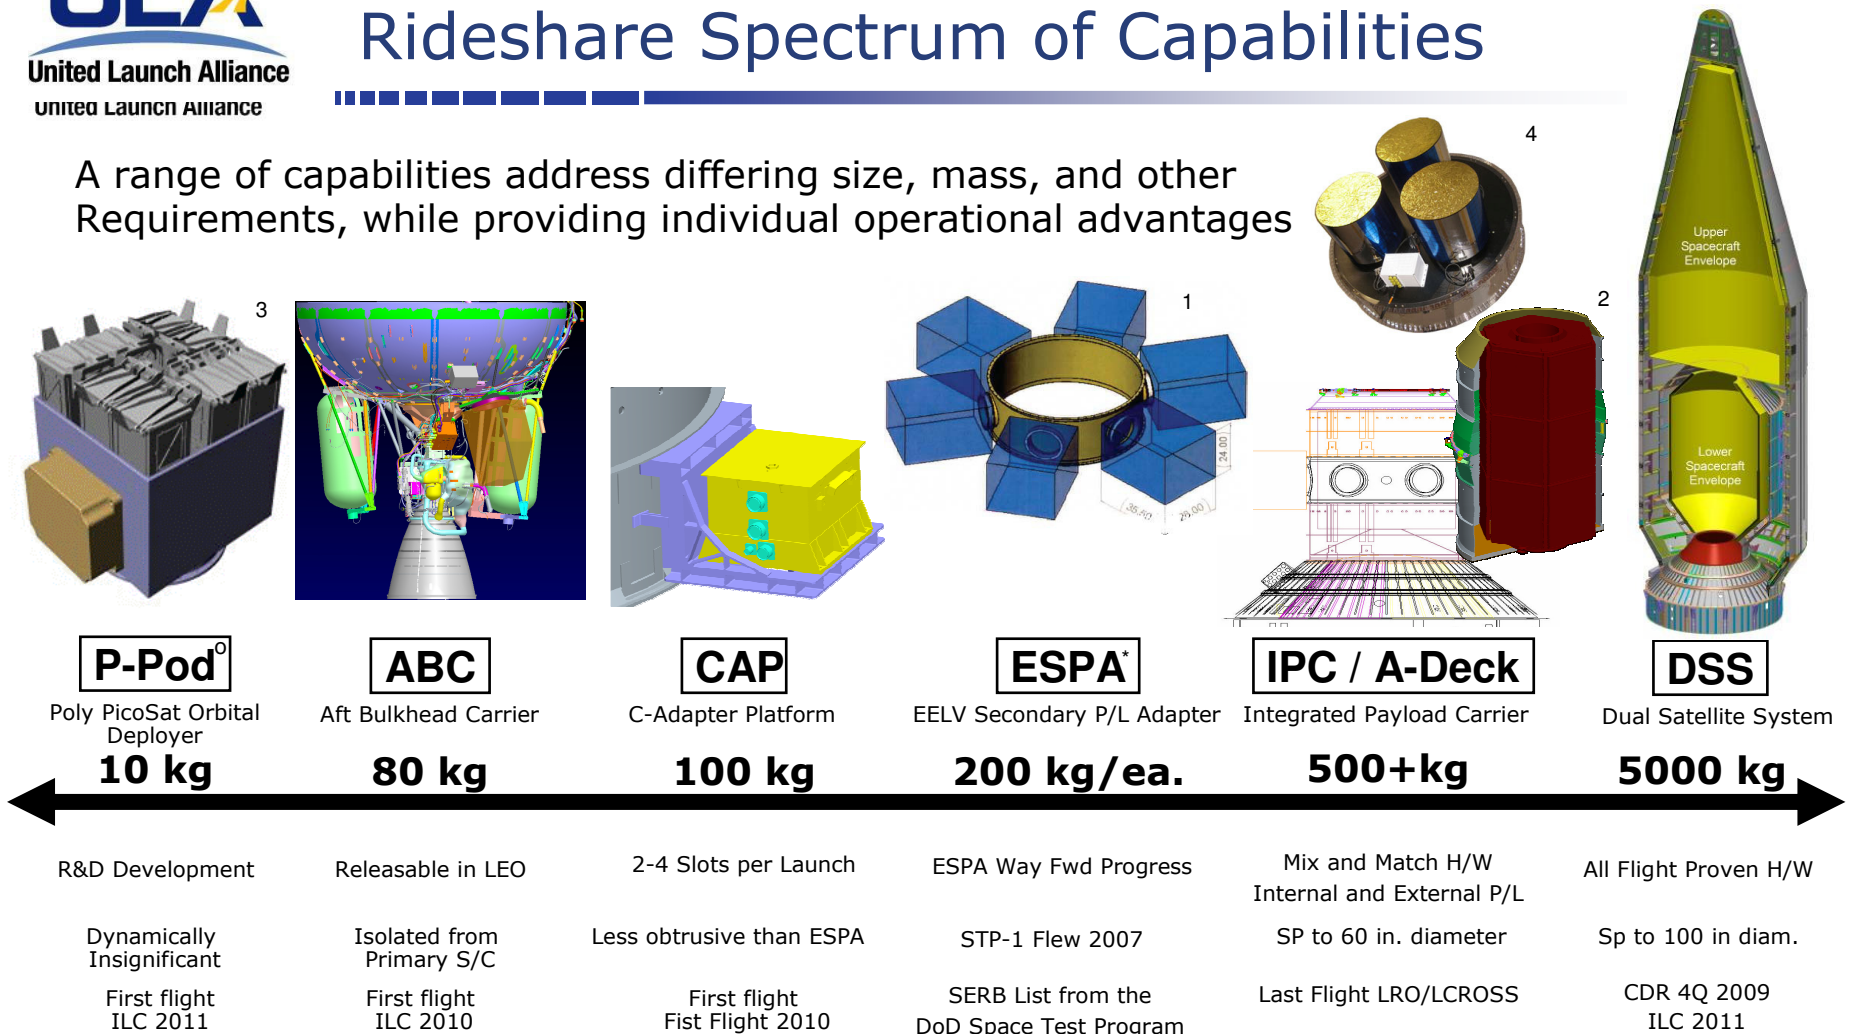 ULA
United Launch Alliance
United Launch Alliance
Rideshare Spectrum of Capabilities
A range of capabilities address differing size, mass, and other
Requirements, while providing individual operational advantages
3
1
4
2
24.00
28.00
Upper
Spacecraft
Envelope
Lower
Spacecraft
Envelope
P-Podo
Poly PicoSat Orbital
Deployer
10 kg
ABC
Aft Bulkhead Carrier
80 kg
CAP
C-Adapter Platform
100 kg
ESPA*
EELV Secondary P/L Adapter
200 kg/ea.
IPC / A-Deck
Integrated Payload Carrier
500+kg
DSS
Dual Satellite System
5000 kg
R&D Development
Dynamically
Insignificant
First flight
ILC 2011
Releasable in LEO
Isolated from
Primary S/C
First flight
ILC 2010
2-4 Slots per Launch
Less obtrusive than ESPA
First flight
Fist Flight 2010
ESPA Way Fwd Progress
STP-1 Flew 2007
SERB List from the
DoD Space Test Program
Mix and Match H/W
Internal and External P/L
SP to 60 in. diameter
Last Flight LRO/LCROSS
All Flight Proven H/W
Sp to 100 in diam.
CDR 4Q 2009
ILC 2011